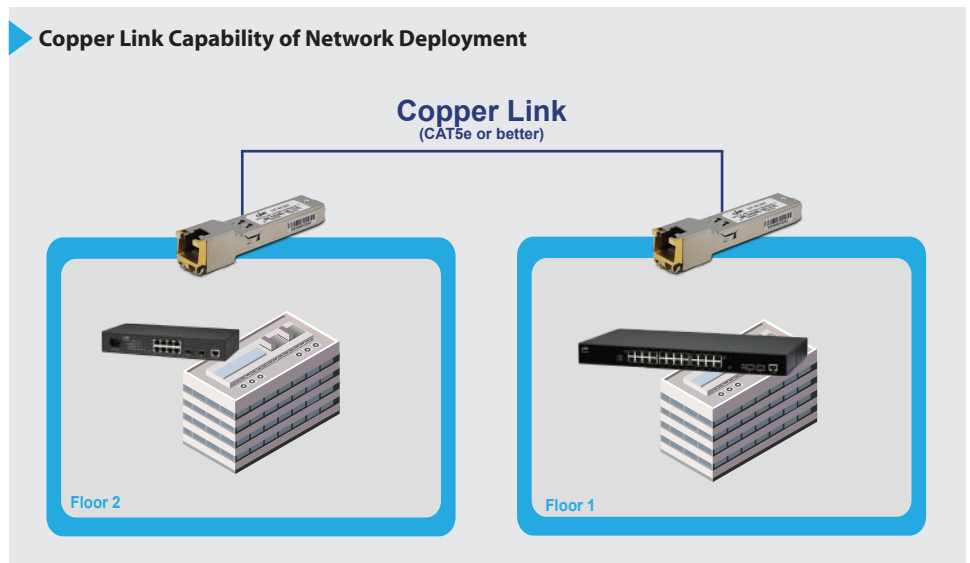 Copper Link Capability of Network Deployment
Copper Link
(CAT5e or better)
Floor 2
Floor 1